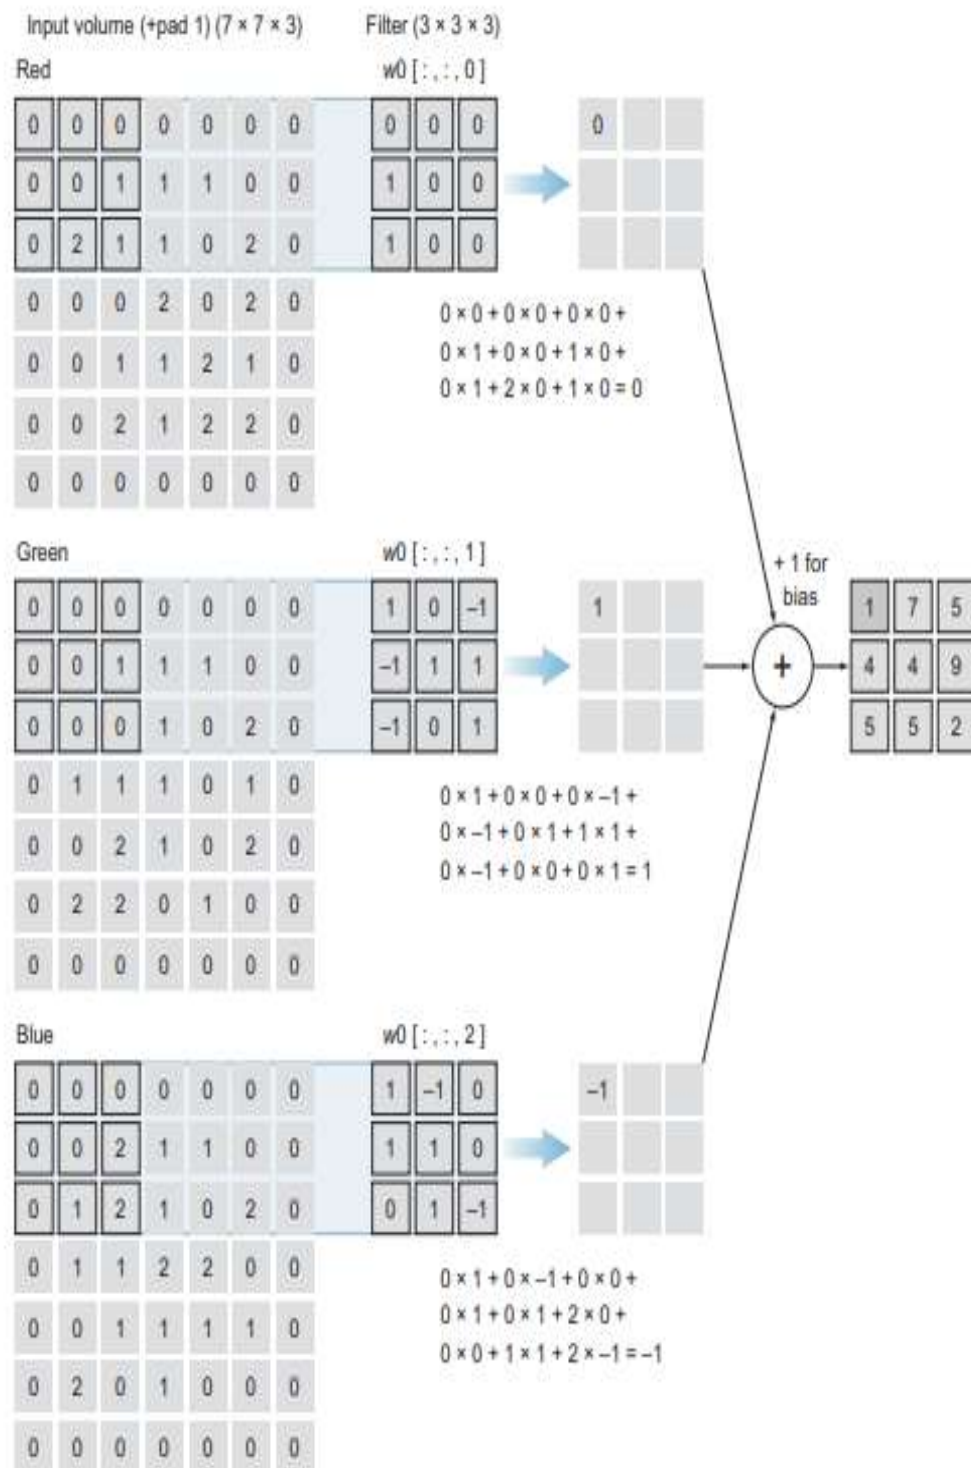 Input volume (+pad 1) (7 × 7 × 3) Filter (3 × 3 × 3)
Red w0 [ : , : , 0 ]
0 0 0 0 0 0 0 0 0 0 0
0 0 1 1 1 0 0 1 0 0
0 2 1 1 0 2 0 1 0 0
0 0 0 2 0 2 0
0 0 1 1 2 1 0
0 0 2 1 2 2 0
0 0 0 0 0 0 0
0 × 0 + 0 × 0 + 0 × 0 +
0 × 1 + 0 × 0 + 1 × 0 +
0 × 1 + 2 × 0 + 1 × 0 = 0
Green w0 [ : , : , 1 ]
0 0 0 0 0 0 0 1 0 –1 1
0 0 1 1 1 0 0 –1 1 1
0 0 0 1 0 2 0 –1 0 1
0 1 1 1 0 1 0
0 0 2 1 0 2 0
0 2 2 0 1 0 0
0 0 0 0 0 0 0
0 × 1 + 0 × 0 + 0 × –1 +
0 × –1 + 0 × 1 + 1 × 1 +
0 × –1 + 0 × 0 + 0 × 1 = 1
+ 1 for
bias
+
1 7 5
4 4 9
5 5 2
Blue w0 [ : , : , 2 ]
0 0 0 0 0 0 0 1 –1 0 –1
0 0 2 1 1 0 0 1 1 0
0 1 2 1 0 2 0 0 1 –1
0 1 1 2 2 0 0
0 0 1 1 1 1 0
0 2 0 1 0 0 0
0 0 0 0 0 0 0
0 × 1 + 0 × –1 + 0 × 0 +
0 × 1 + 0 × 1 + 2 × 0 +
0 × 0 + 1 × 1 + 2 × –1 = –1